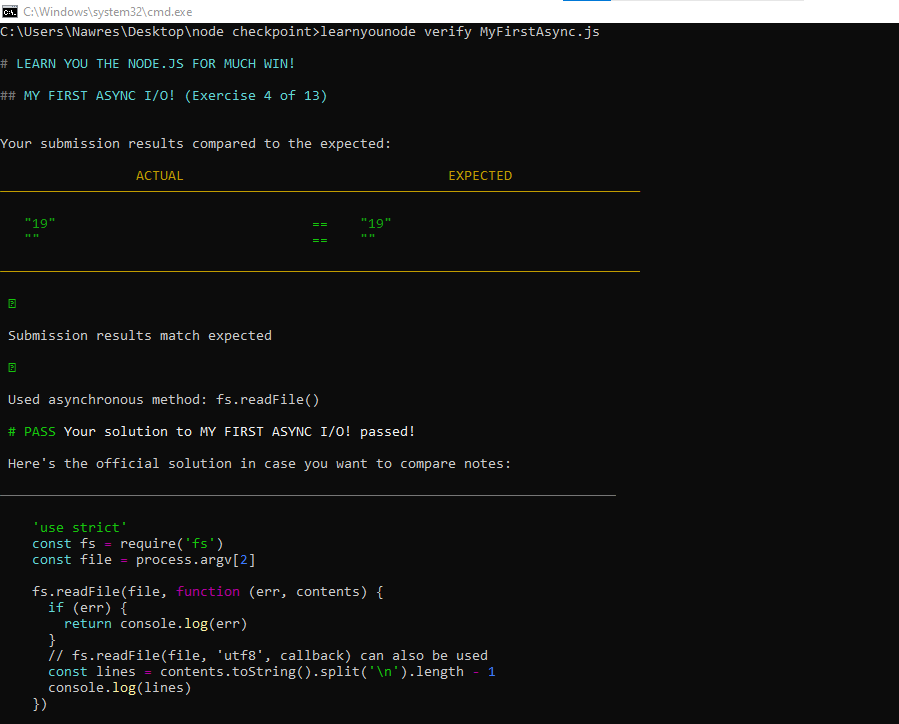 C:\Windows\system32\cmd.exe
C:\Users\Nawres\Desktop\node checkpoint>learnyounode verify MyFirstAsync.js
# LEARN YOU THE NODE.JS FOR MUCH WIN!
## MY FIRST ASYNC I/O! (Exercise 4 of 13)
Your submission results compared to the expected:
ACTUAL EXPECTED
"19" == "19"
"" == ""
Submission results match expected
Used asynchronous method: fs.readFile()
# PASS Your solution to MY FIRST ASYNC I/O! passed!
Here's the official solution in case you want to compare notes:
'use strict'
const fs = require('fs')
const file = process.argv[2]
fs.readFile(file, function (err, contents) {
if (err) {
return console.log(err)
}
// fs.readFile(file, 'utf8', callback) can also be used
const lines = contents.toString().split('\n').length - 1
console.log(lines)
})